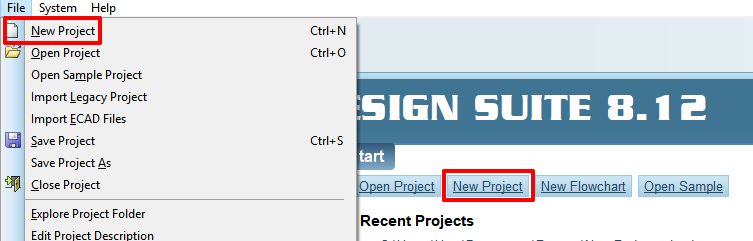 File System Help
New Project Ctrl+N
Open Project Ctrl+O
Open Sample Project
Import Legacy Project
Import ECAD Files
Save Project Ctrl+S
Save Project As
Close Project
Explore Project Folder
Edit Project Description
ESIGN SUITE 8.12
tart
Open Project New Project New Flowchart Open Sample
Recent Projects